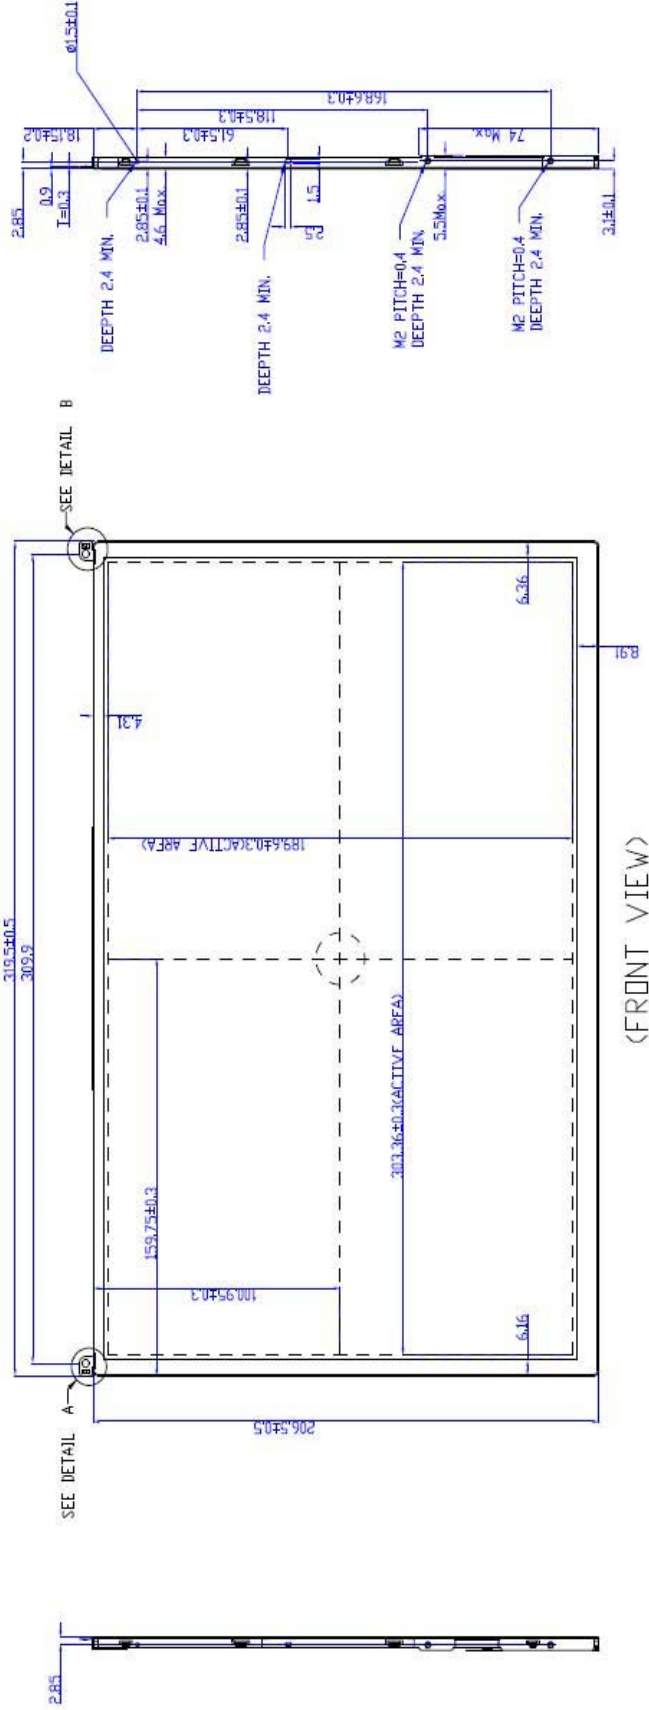 ø1.5±0.1
18.15±0.2
168.6±0.3
118.5±0.3
61.5±0.3
74 Max.
2.85
0.9
T=0.3
DEEPTH 2.4 MIN.
2.85±0.1
4.6 Max
2.85±0.1
DEEPTH 2.4 MIN.
1.5
M2 PITCH=0.4
DEEPTH 2.4 MIN.
5.5Max
M2 PITCH=0.4
DEEPTH 2.4 MIN.
3.1±0.1
SEE DETAIL B
319.5±0.5
309.9
4.31
6.36
8.91
189.6±0.3(ACTIVE AREA)
303.36±0.3(ACTIVE AREA)
159.75±0.3
100.95±0.3
6.16
206.5±0.5
SEE DETAIL A
(FRONT VIEW)
2.85